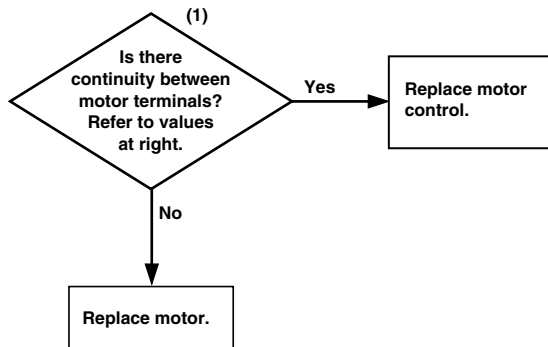 (1)
Is there
continuity between
motor terminals?
Refer to values
at right.
Yes
Replace motor
control.
No
Replace motor.